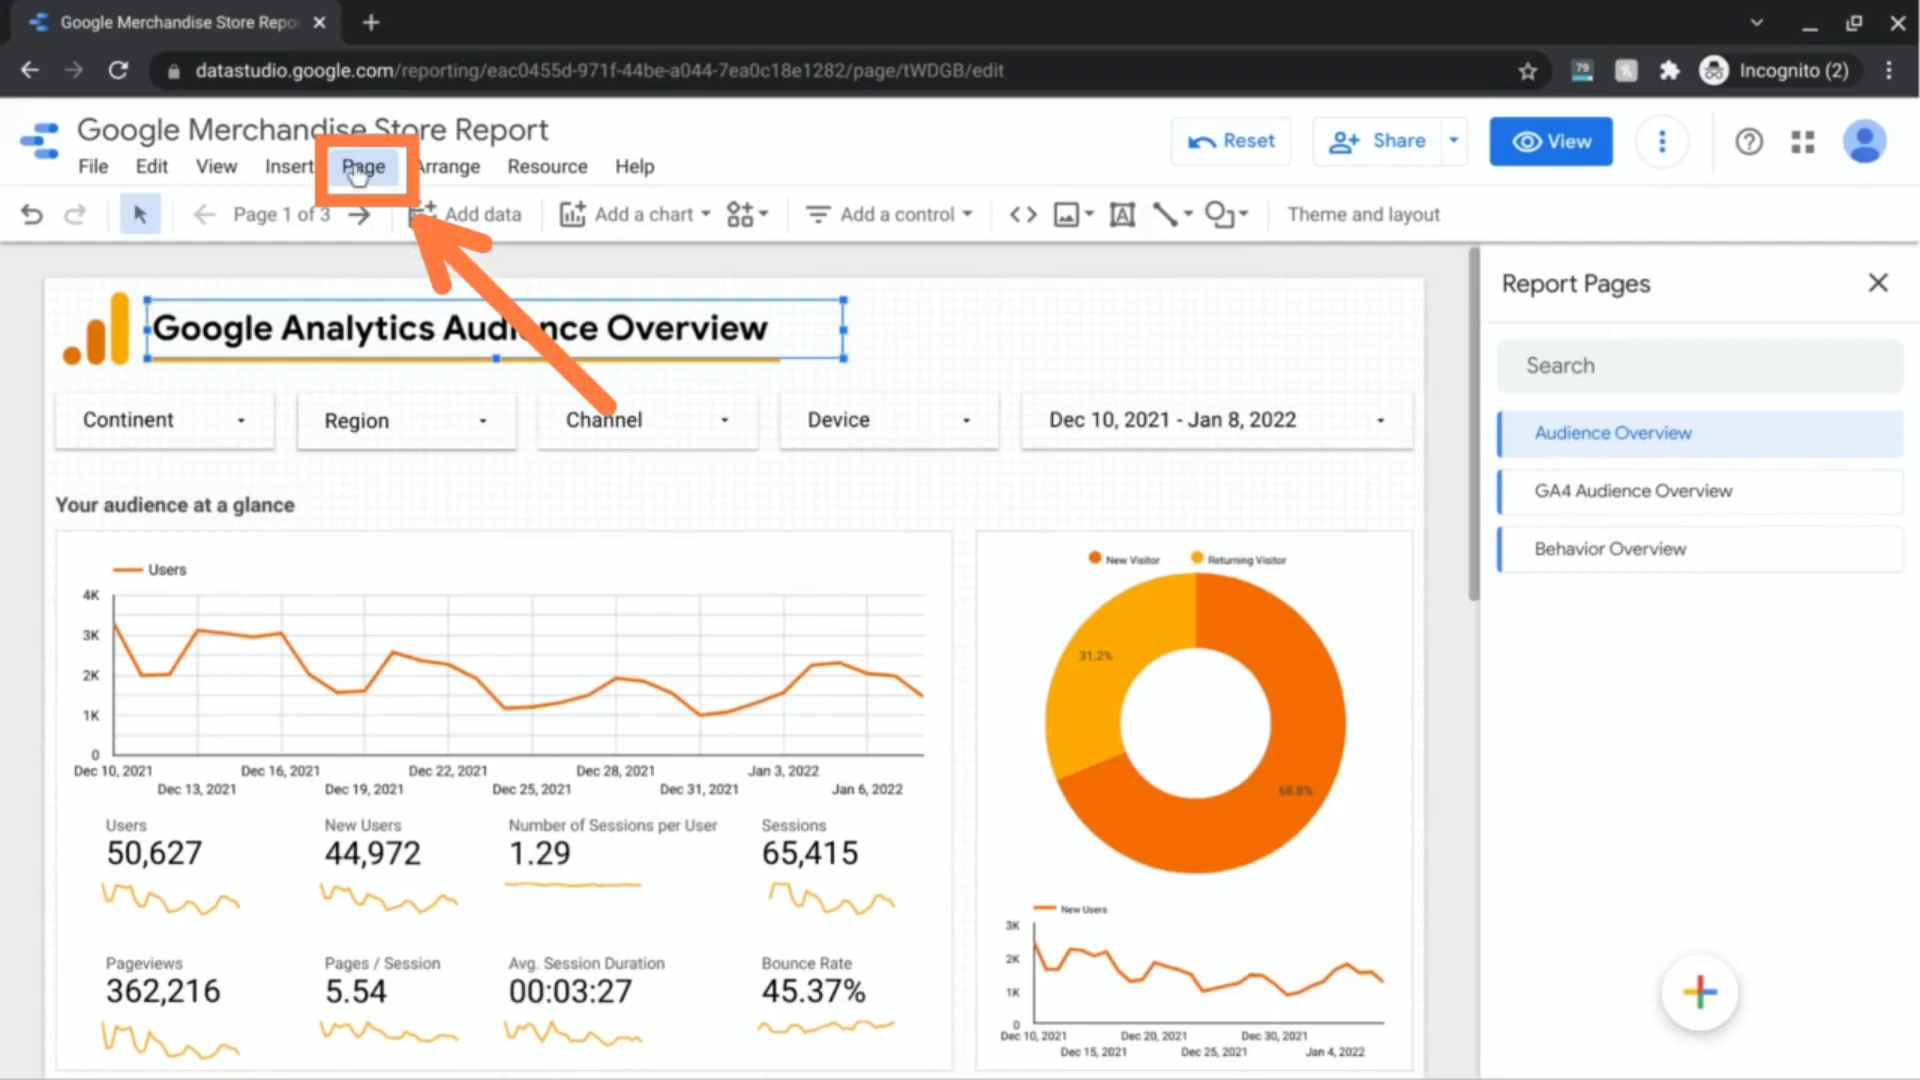 Google Merchandise Store Repo
datastudio.google.com/reporting/eac0455d-971f-44be-a044-7ea0c18e1282/page/tWDGB/edit
79
Incognito (2)
Google Merchandise Store Report
Reset
Share
View
File
Edit
View
Insert
Page
Arrange
Resource
Help
Page 1 of 3
Add data
Add a chart
Add a control
Theme and layout
Google Analytics Audience Overview
Continent
Region
Channel
Device
Dec 10, 2021 - Jan 8, 2022
Your audience at a glance
Users
4K
3K
2K
1K
0
Dec 10, 2021
Dec 13, 2021
Dec 16, 2021
Dec 19, 2021
Dec 22, 2021
Dec 25, 2021
Dec 28, 2021
Dec 31, 2021
Jan 3, 2022
Jan 6, 2022
Users
50,627
New Users
44,972
Number of Sessions per User
1.29
Sessions
65,415
Pageviews
362,216
Pages / Session
5.54
Avg. Session Duration
00:03:27
Bounce Rate
45.37%
New Visitor
Returning Visitor
31.2%
68.8%
New Users
3K
2K
1K
0
Dec 10, 2021
Dec 15, 2021
Dec 20, 2021
Dec 25, 2021
Dec 30, 2021
Jan 4, 2022
Report Pages
Search
Audience Overview
GA4 Audience Overview
Behavior Overview